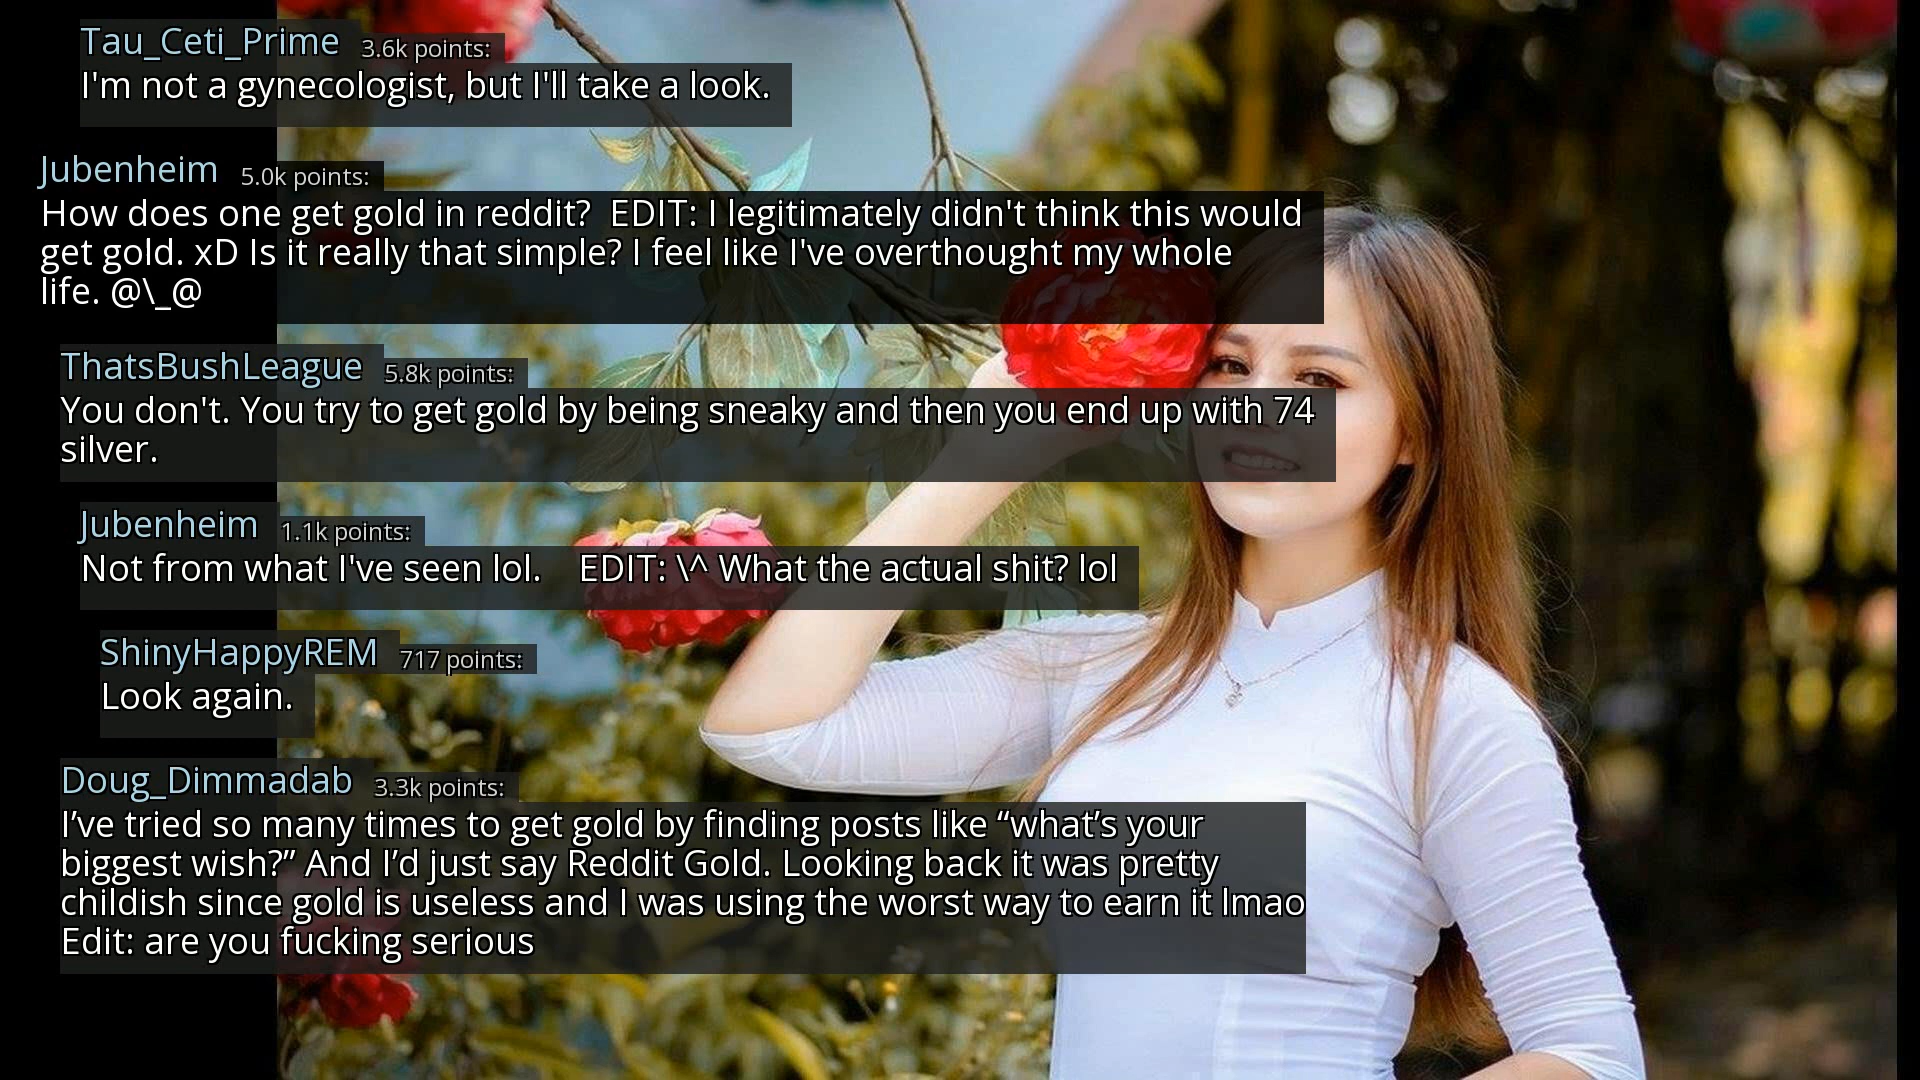 Tau_Ceti_Prime 3.6k points:
I'm not a gynecologist, but I'll take a look.
Jubenheim 5.0k points:
How does one get gold in reddit?  EDIT: I legitimately didn't think this would
get gold. xD Is it really that simple? I feel like I've overthought my whole
life. @\_@
ThatsBushLeague 5.8k points:
You don't. You try to get gold by being sneaky and then you end up with 74
silver.
Jubenheim 1.1k points:
Not from what I've seen lol.    EDIT: \^ What the actual shit? lol
ShinyHappyREM 717 points:
Look again.
Doug_Dimmadab 3.3k points:
I’ve tried so many times to get gold by finding posts like “what’s your
biggest wish?” And I’d just say Reddit Gold. Looking back it was pretty
childish since gold is useless and I was using the worst way to earn it lmao
Edit: are you fucking serious